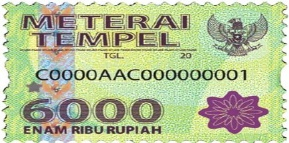 METERAI
TEMPEL
TGL. 20
C0000AAC000000001
6000
ENAM RIBU RUPIAH